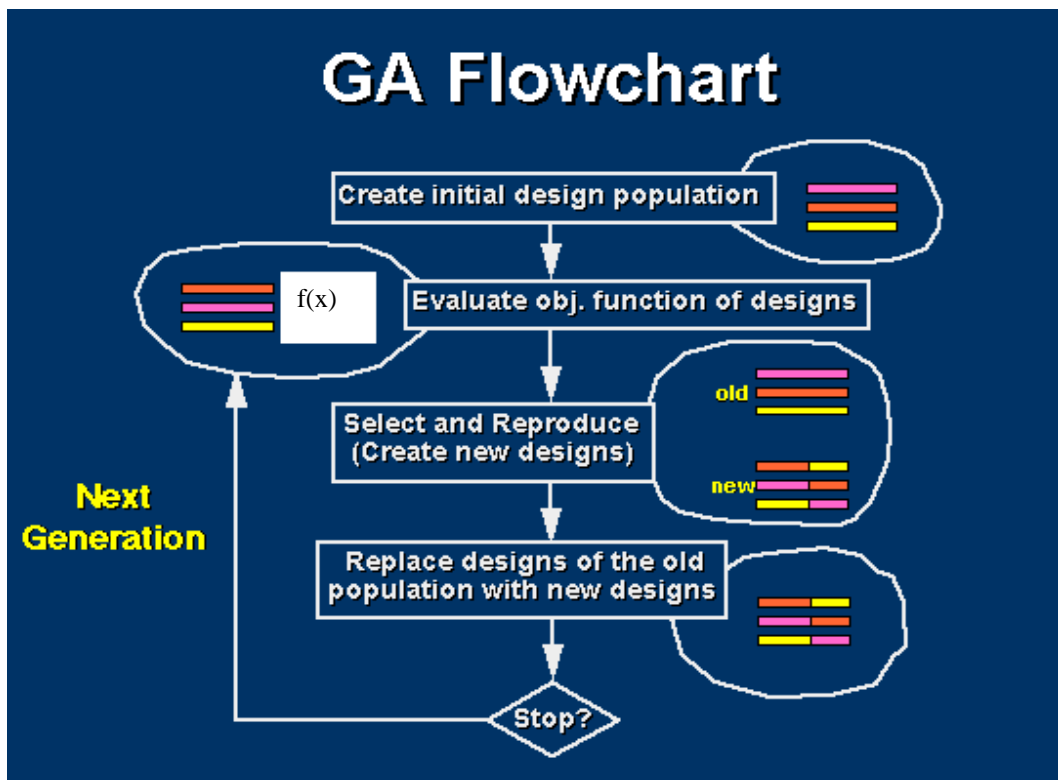 GA Flowchart
Create initial design population
f(x)
Evaluate obj. function of designs
old
Select and Reproduce
(Create new designs)
new
Next
Generation
Replace designs of the old
population with new designs
Stop?